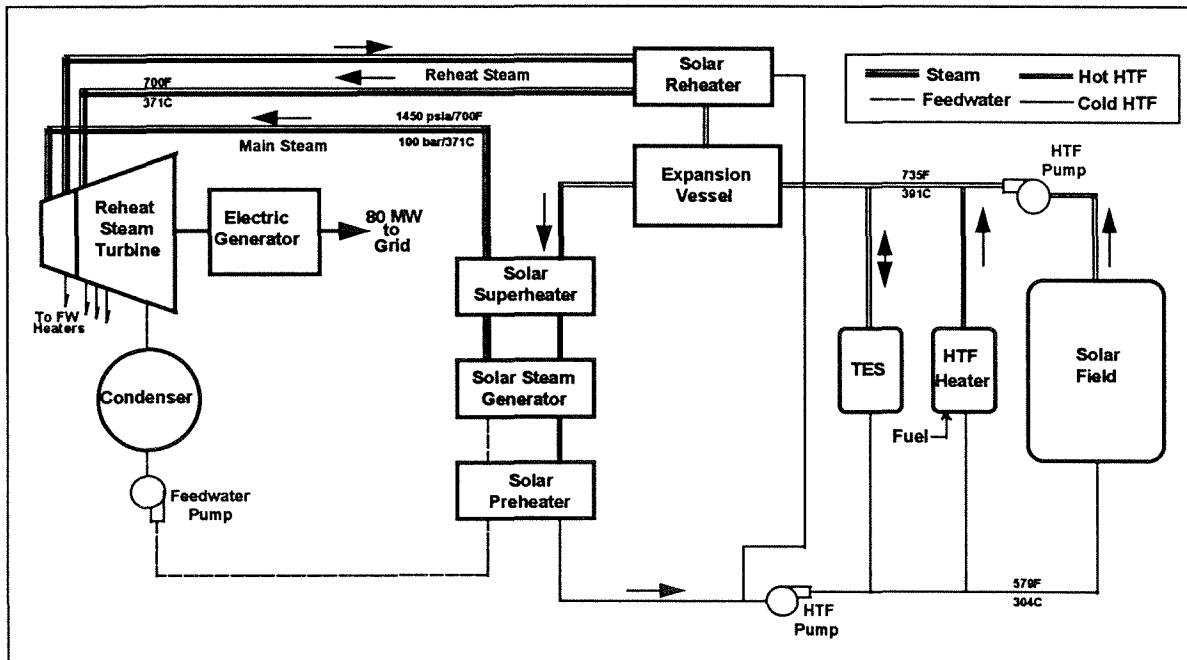 Solar
Reheater
Steam
Hot HTF
Feedwater
Cold HTF
Reheat Steam
700F
371C
1450 psia/700F
Main Steam
100 bar/371C
Expansion
Vessel
HTF
Pump
735F
391C
Reheat
Steam
Turbine
Electric
Generator
80 MW
to
Grid
Solar
Superheater
To FW
Heaters
TES
HTF
Heater
Solar
Field
Condenser
Solar Steam
Generator
Fuel
Solar
Preheater
Feedwater
Pump
579F
304C
HTF
Pump